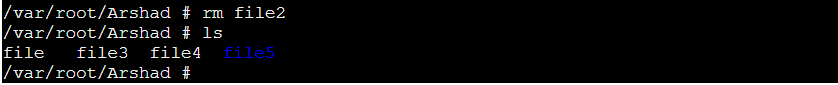 /var/root/Arshad # rm file2
/var/root/Arshad # ls
file   file3  file4  file5
/var/root/Arshad #